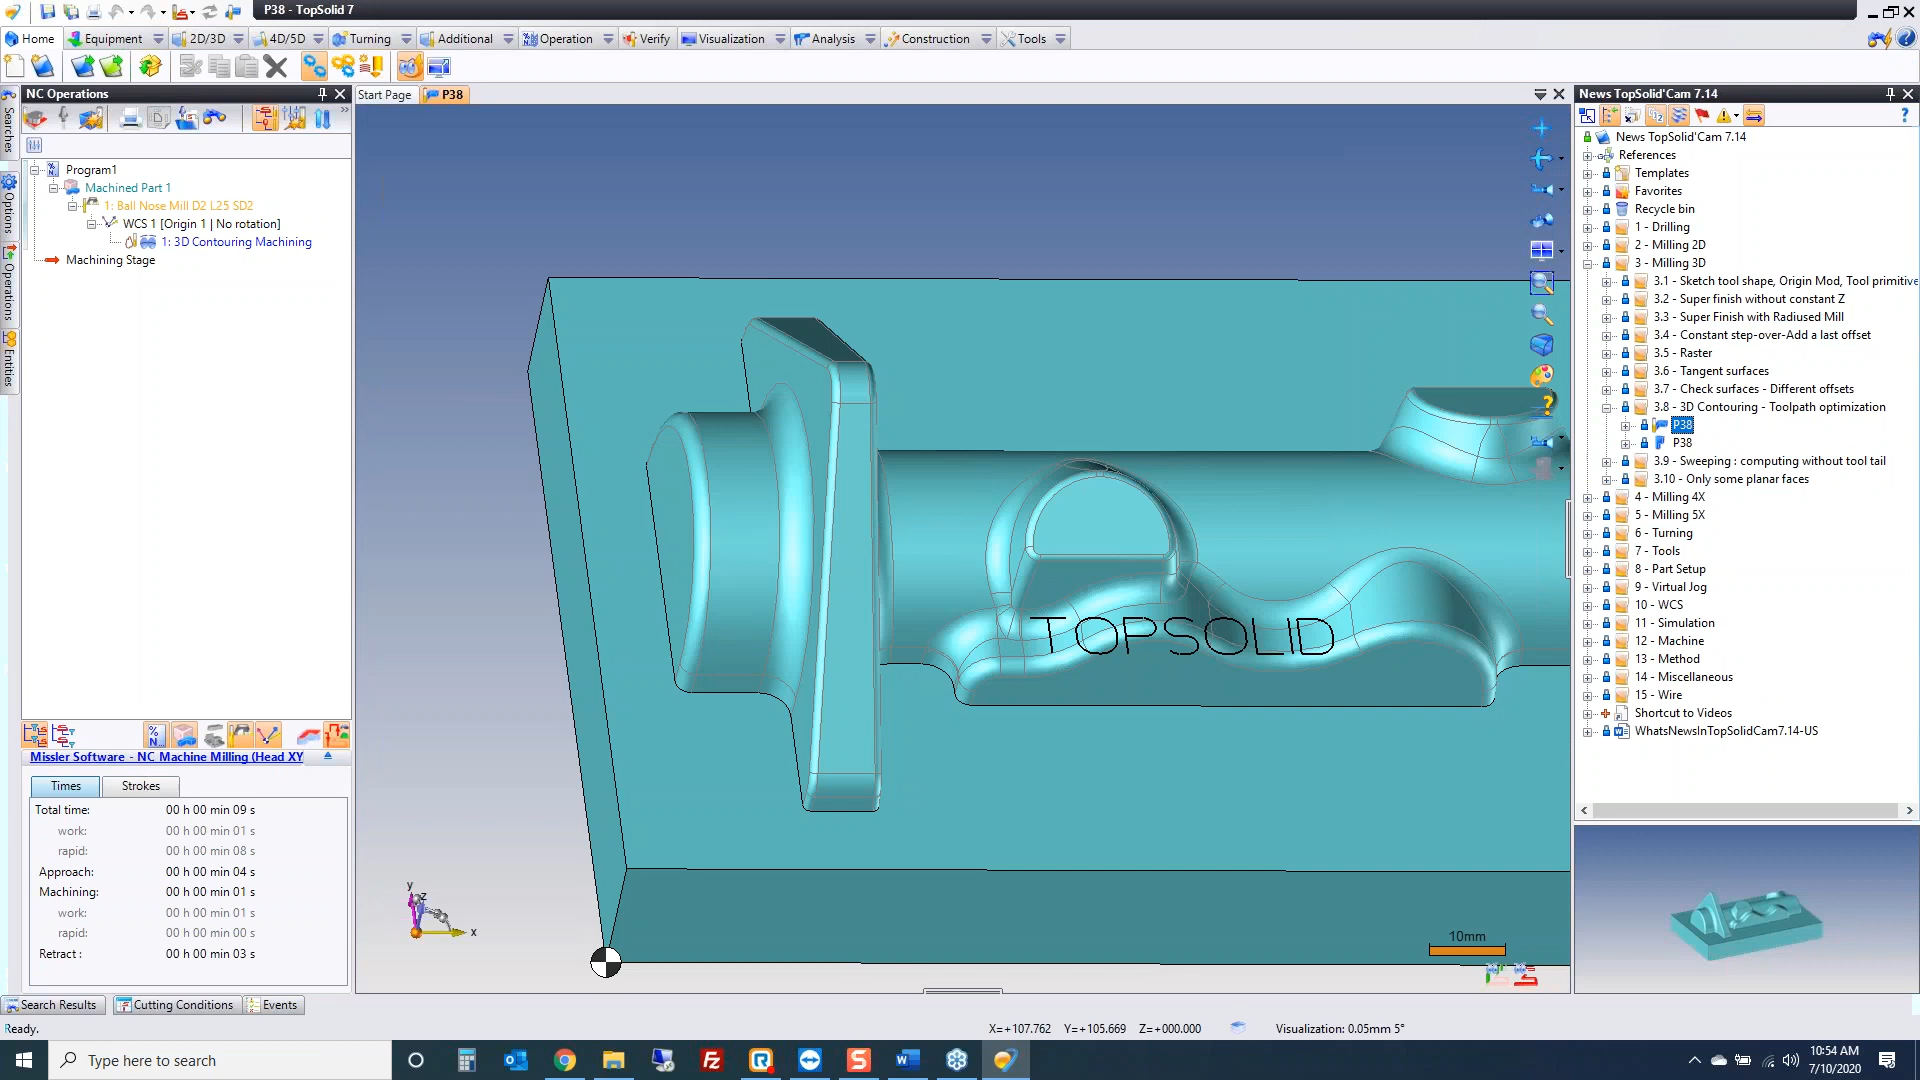 P38 - TopSolid 7
Home Equipment 2D/3D 4D/5D Turning Additional Operation Verify Visualization Analysis Construction Tools
NC Operations
Start Page P38
News TopSolid'Cam 7.14
Searches
Options
Operations
Entities
Program1
Machined Part 1
1: Ball Nose Mill D2 L25 SD2
WCS 1 [Origin 1 | No rotation]
1: 3D Contouring Machining
Machining Stage
Missler Software - NC Machine Milling (Head XY
Times Strokes
Total time: 00 h 00 min 09 s
work: 00 h 00 min 01 s
rapid: 00 h 00 min 08 s
Approach: 00 h 00 min 04 s
Machining: 00 h 00 min 01 s
work: 00 h 00 min 01 s
rapid: 00 h 00 min 00 s
Retract : 00 h 00 min 03 s
TOPSOLID
y
z
x
10mm
News TopSolid'Cam 7.14
References
Templates
Favorites
Recycle bin
1 - Drilling
2 - Milling 2D
3 - Milling 3D
3.1 - Sketch tool shape, Origin Mod, Tool primitive
3.2 - Super finish without constant Z
3.3 - Super Finish with Radiused Mill
3.4 - Constant step-over-Add a last offset
3.5 - Raster
3.6 - Tangent surfaces
3.7 - Check surfaces - Different offsets
3.8 - 3D Contouring - Toolpath optimization
P38
P38
3.9 - Sweeping : computing without tool tail
3.10 - Only some planar faces
4 - Milling 4X
5 - Milling 5X
6 - Turning
7 - Tools
8 - Part Setup
9 - Virtual Jog
10 - WCS
11 - Simulation
12 - Machine
13 - Method
14 - Miscellaneous
15 - Wire
Shortcut to Videos
WhatsNewsInTopSolidCam7.14-US
Search Results Cutting Conditions Events
Ready.
X=+107.762 Y=+105.669 Z=+000.000 Visualization: 0.05mm 5°
Type here to search
10:54 AM
7/10/2020